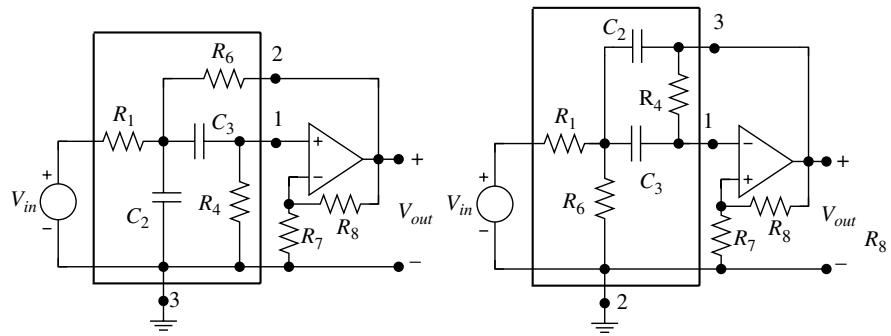 2
R6
R1
C3
1
+
+
+
−
Vin
C2
R4
R8
Vout
R7
−
−
3
C2
3
R4
R1
1
−
+
+
+
Vin
C3
R6
R8
Vout
R8
R7
−
−
2